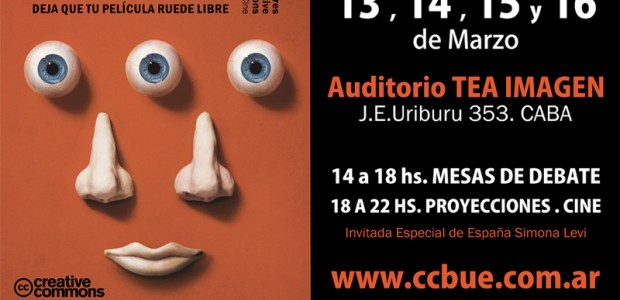 DEJA QUE TU PELÍCULA RUEDE LIBRE
Cine
creative
commons
13 , 14 , 15 y 16
de Marzo
Auditorio TEA IMAGEN
J.E.Uriburu 353. CABA
14 a 18 hs. MESAS DE DEBATE
18 A 22 HS. PROYECCIONES . CINE
Invitada Especial de España Simona Levi
www.ccbue.com.ar